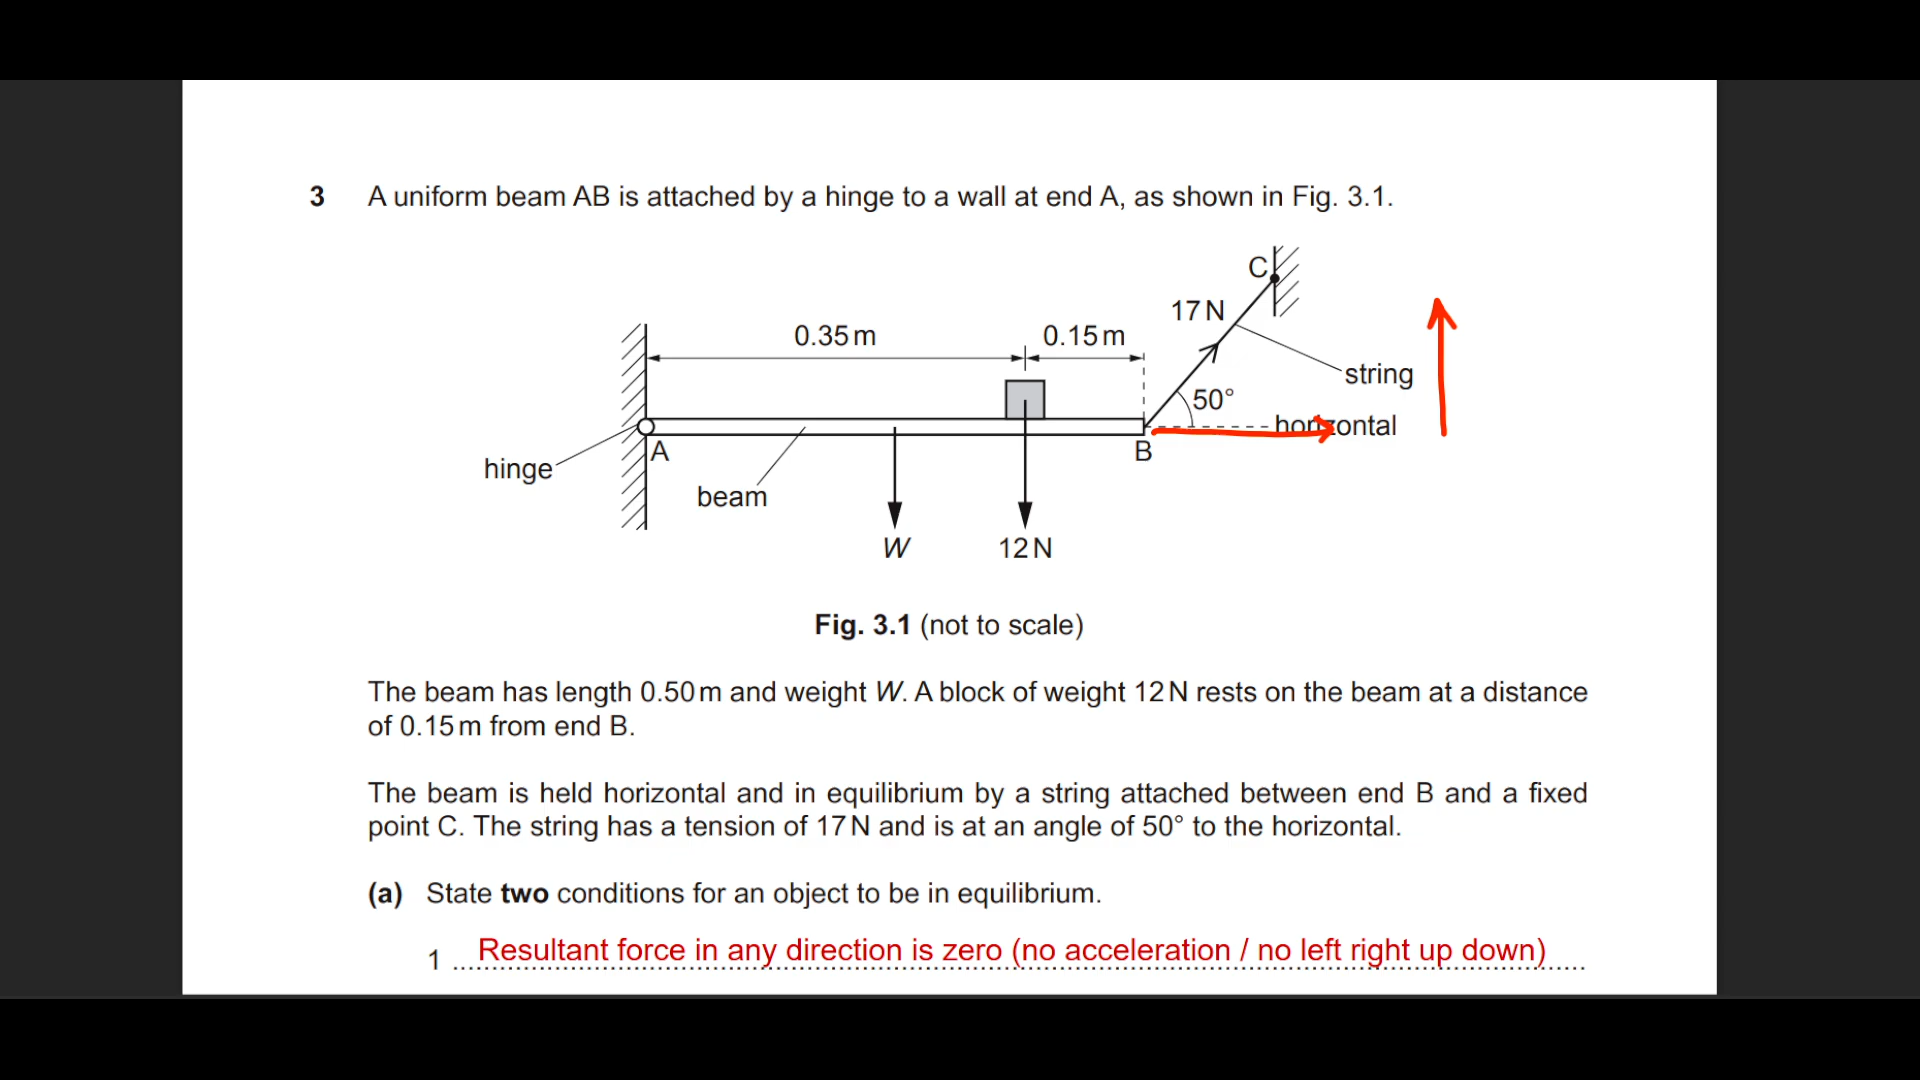 3 A uniform beam AB is attached by a hinge to a wall at end A, as shown in Fig. 3.1.
C
17 N
0.35 m 0.15 m
string
50°
horizontal
A B
hinge
beam
W 12 N
Fig. 3.1 (not to scale)
The beam has length 0.50 m and weight W. A block of weight 12 N rests on the beam at a distance
of 0.15 m from end B.
The beam is held horizontal and in equilibrium by a string attached between end B and a fixed
point C. The string has a tension of 17 N and is at an angle of 50° to the horizontal.
(a) State two conditions for an object to be in equilibrium.
1 Resultant force in any direction is zero (no acceleration / no left right up down)